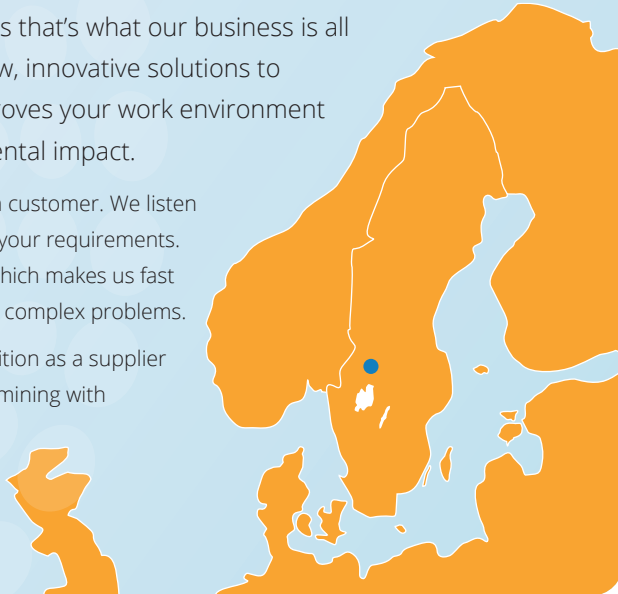 s that's what our business is all
w, innovative solutions to
roves your work environment
ental impact.
a customer. We listen
your requirements.
hich makes us fast
complex problems.
ition as a supplier
mining with